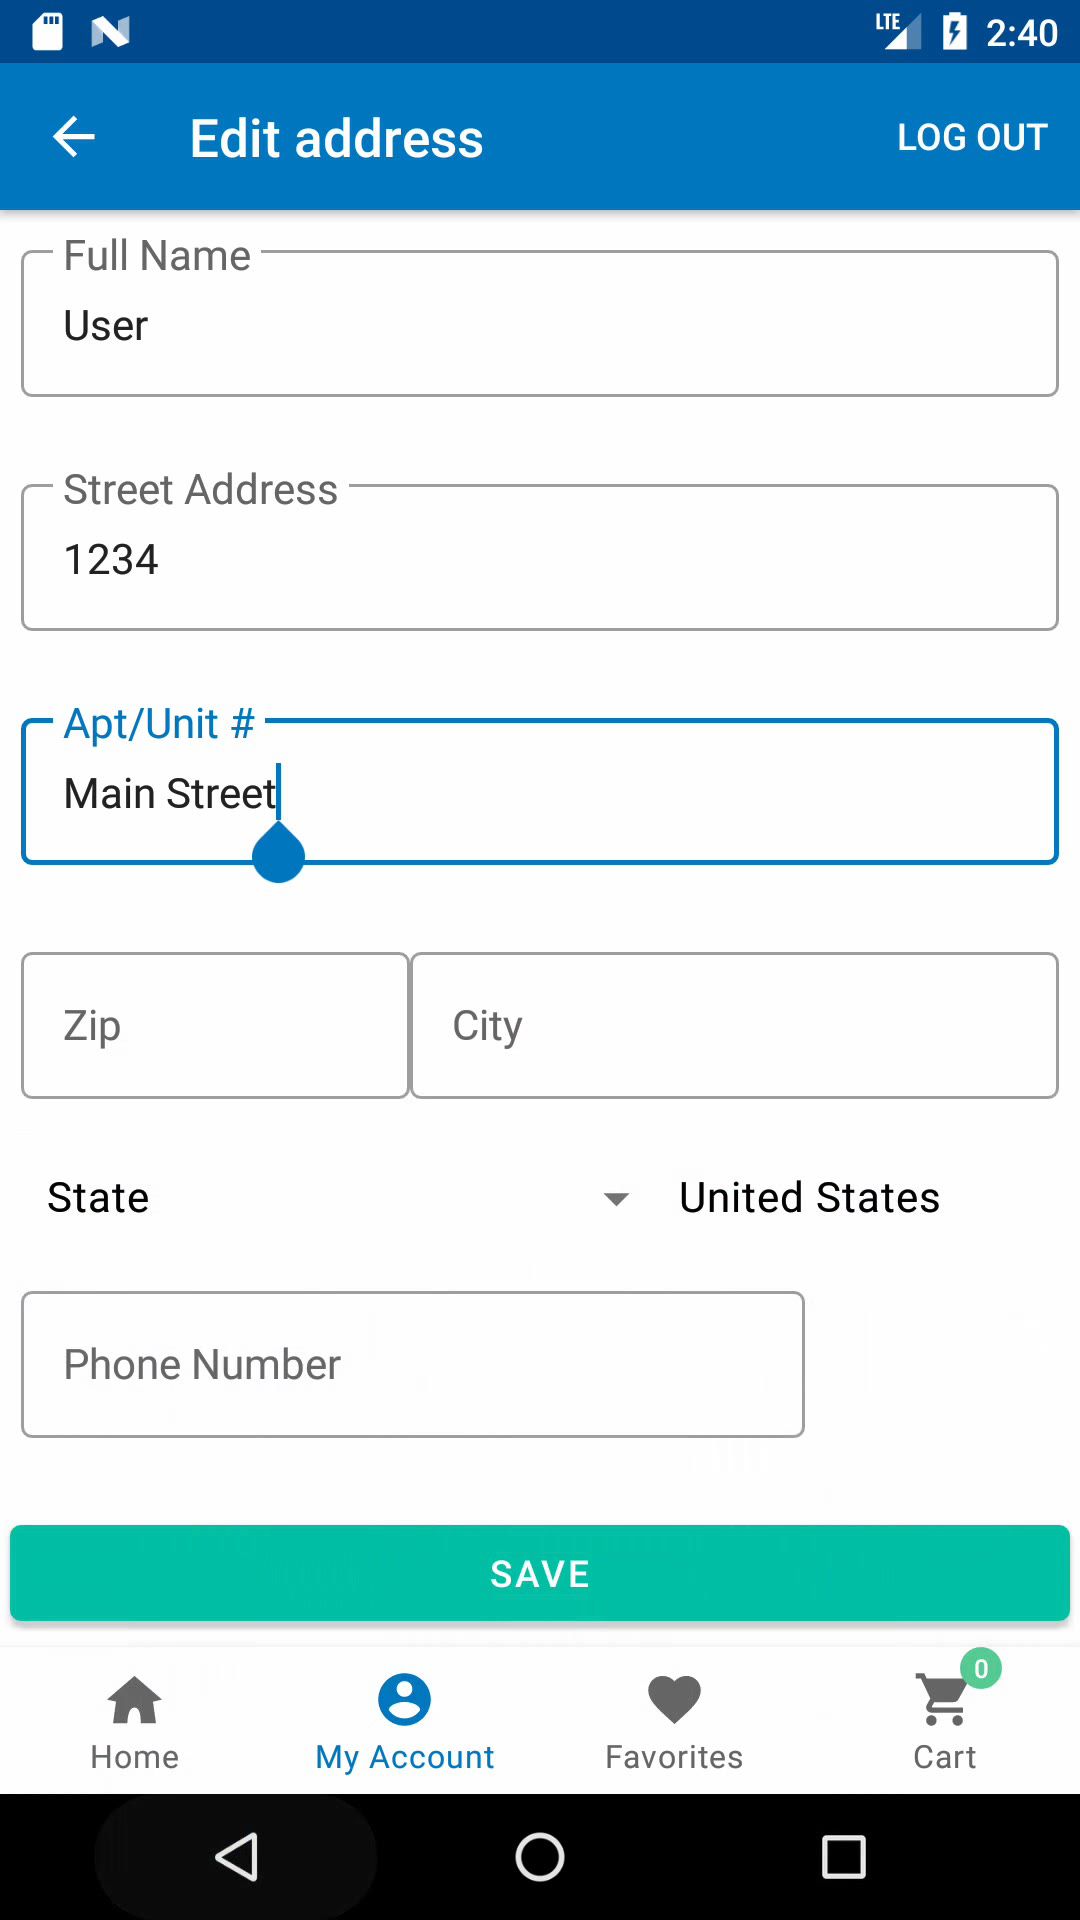 LTE 2:40
Edit address LOG OUT
Full Name
User
Street Address
1234
Apt/Unit #
Main Street
Zip City
State United States
Phone Number
SAVE
0
Home My Account Favorites Cart